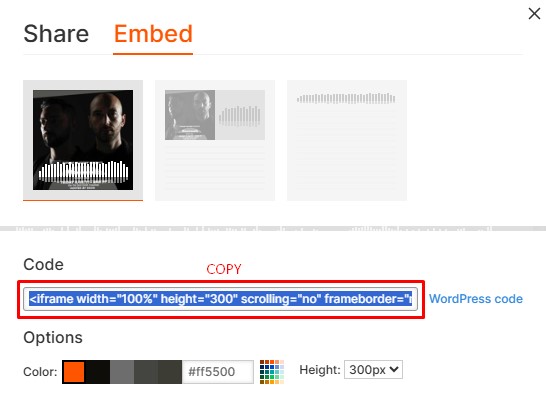 Share Embed
Code
COPY
<iframe width="100%" height="300" scrolling="no" frameborder="
WordPress code
Options
Color: #ff5500 Height: 300px